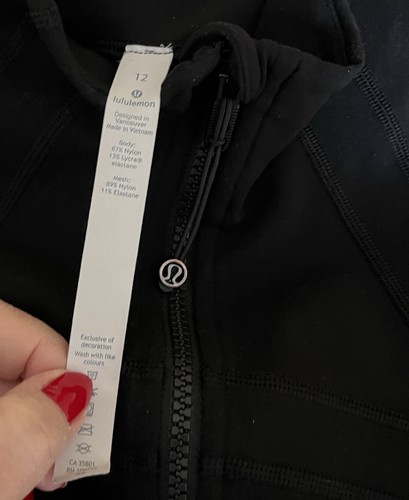 12
lululemon
Designed in
Vancouver
Made in Vietnam
Body:
87% Nylon
13% Lycra®
elastane
Mesh:
89% Nylon
11% Elastane
Exclusive of
decoration
Wash with like
colours
CA 35801
RN